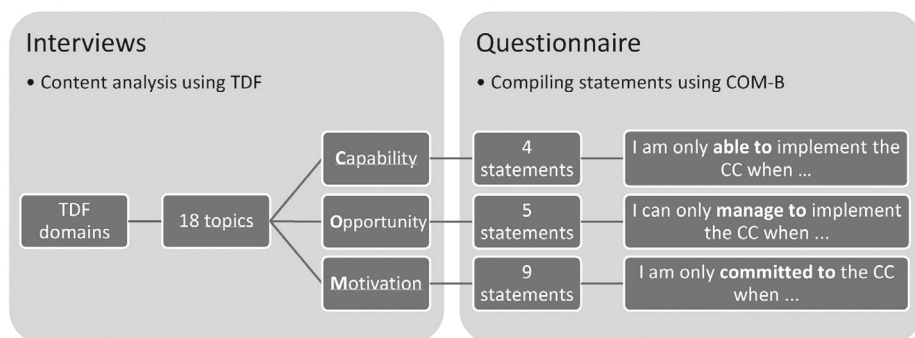 Interviews
• Content analysis using TDF
TDF
domains
18 topics
Capability
Opportunity
Motivation
Questionnaire
• Compiling statements using COM-B
4
statements
I am only able to implement the
CC when ...
5
statements
I can only manage to implement
the CC when ...
9
statements
I am only committed to the CC
when ...